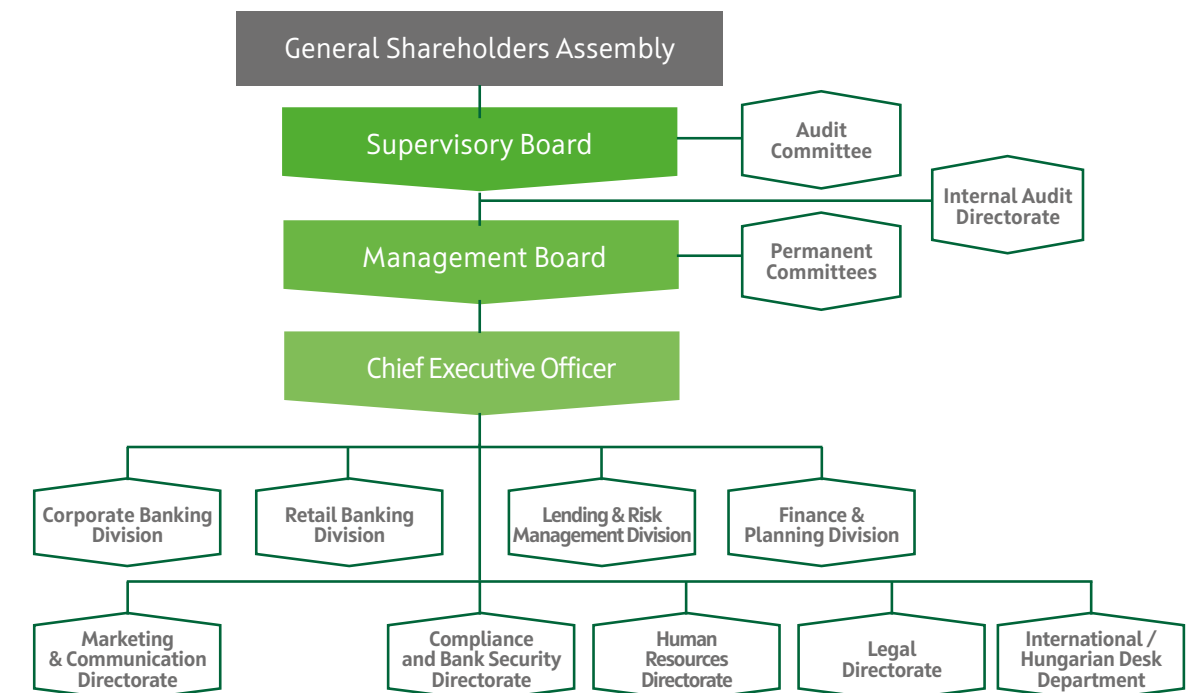 General Shareholders Assembly
Supervisory Board
Audit
Committee
Internal Audit
Directorate
Management Board
Permanent
Committees
Chief Executive Officer
Corporate Banking
Division
Retail Banking
Division
Lending & Risk
Management Division
Finance &
Planning Division
Marketing
& Communication
Directorate
Compliance
and Bank Security
Directorate
Human
Resources
Directorate
Legal
Directorate
International /
Hungarian Desk
Department